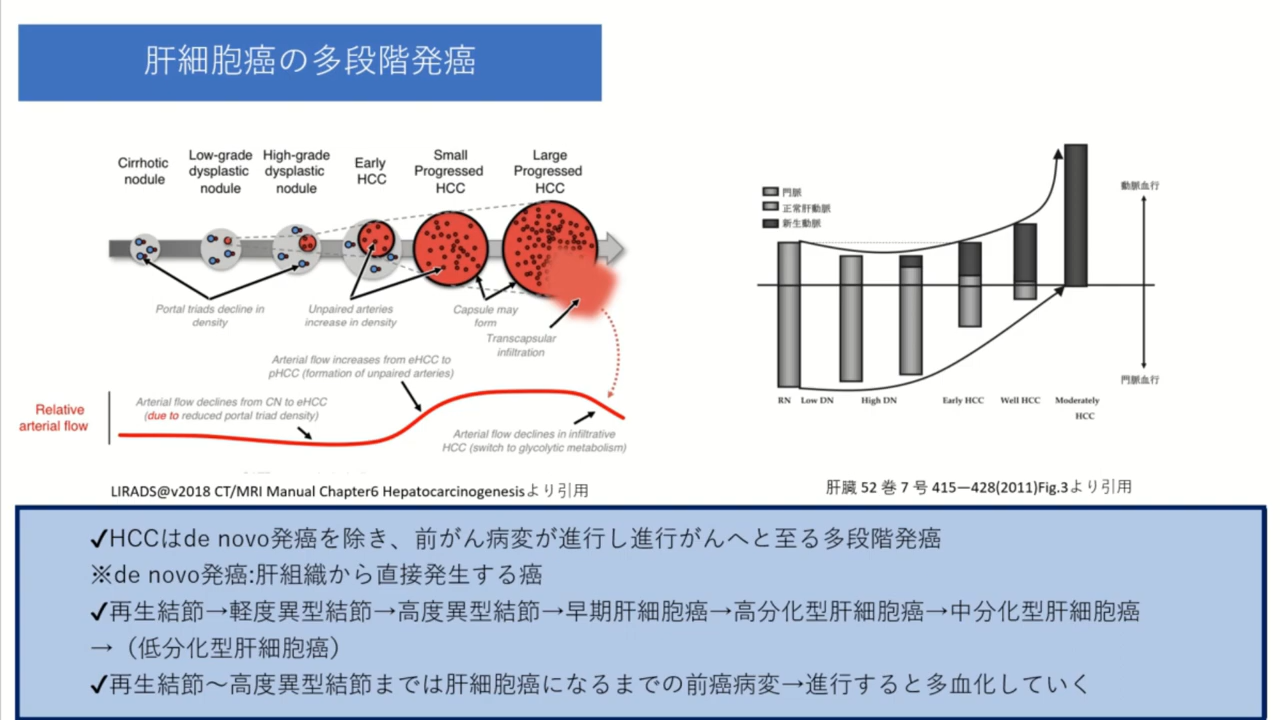 肝細胞癌の多段階発癌
Cirrhotic
nodule
Low-grade
dysplastic
nodule
High-grade
dysplastic
nodule
Early
HCC
Small
Progressed
HCC
Large
Progressed
HCC
Portal triads decline in
density
Unpaired arteries
increase in density
Capsule may
form
Transcapsular
infiltration
Arterial flow increases from eHCC to
pHCC (formation of unpaired arteries)
Relative
arterial flow
Arterial flow declines from CN to eHCC
(due to reduced portal triad density)
Arterial flow declines in infiltrative
HCC (switch to glycolytic metabolism)
LIRADS@v2018 CT/MRI Manual Chapter6 Hepatocarcinogenesisより引用
門脈
正常肝動脈
新生動脈
動脈血行
門脈血行
RN
Low DN
High DN
Early HCC
Well HCC
Moderately
HCC
肝臓 52 巻 7 号 415—428(2011)Fig.3より引用
✓HCCはde novo発癌を除き、前がん病変が進行し進行がんへと至る多段階発癌
※de novo発癌:肝組織から直接発生する癌
✓再生結節→軽度異型結節→高度異型結節→早期肝細胞癌→高分化型肝細胞癌→中分化型肝細胞癌
→（低分化型肝細胞癌）
✓再生結節～高度異型結節までは肝細胞癌になるまでの前癌病変→進行すると多血化していく